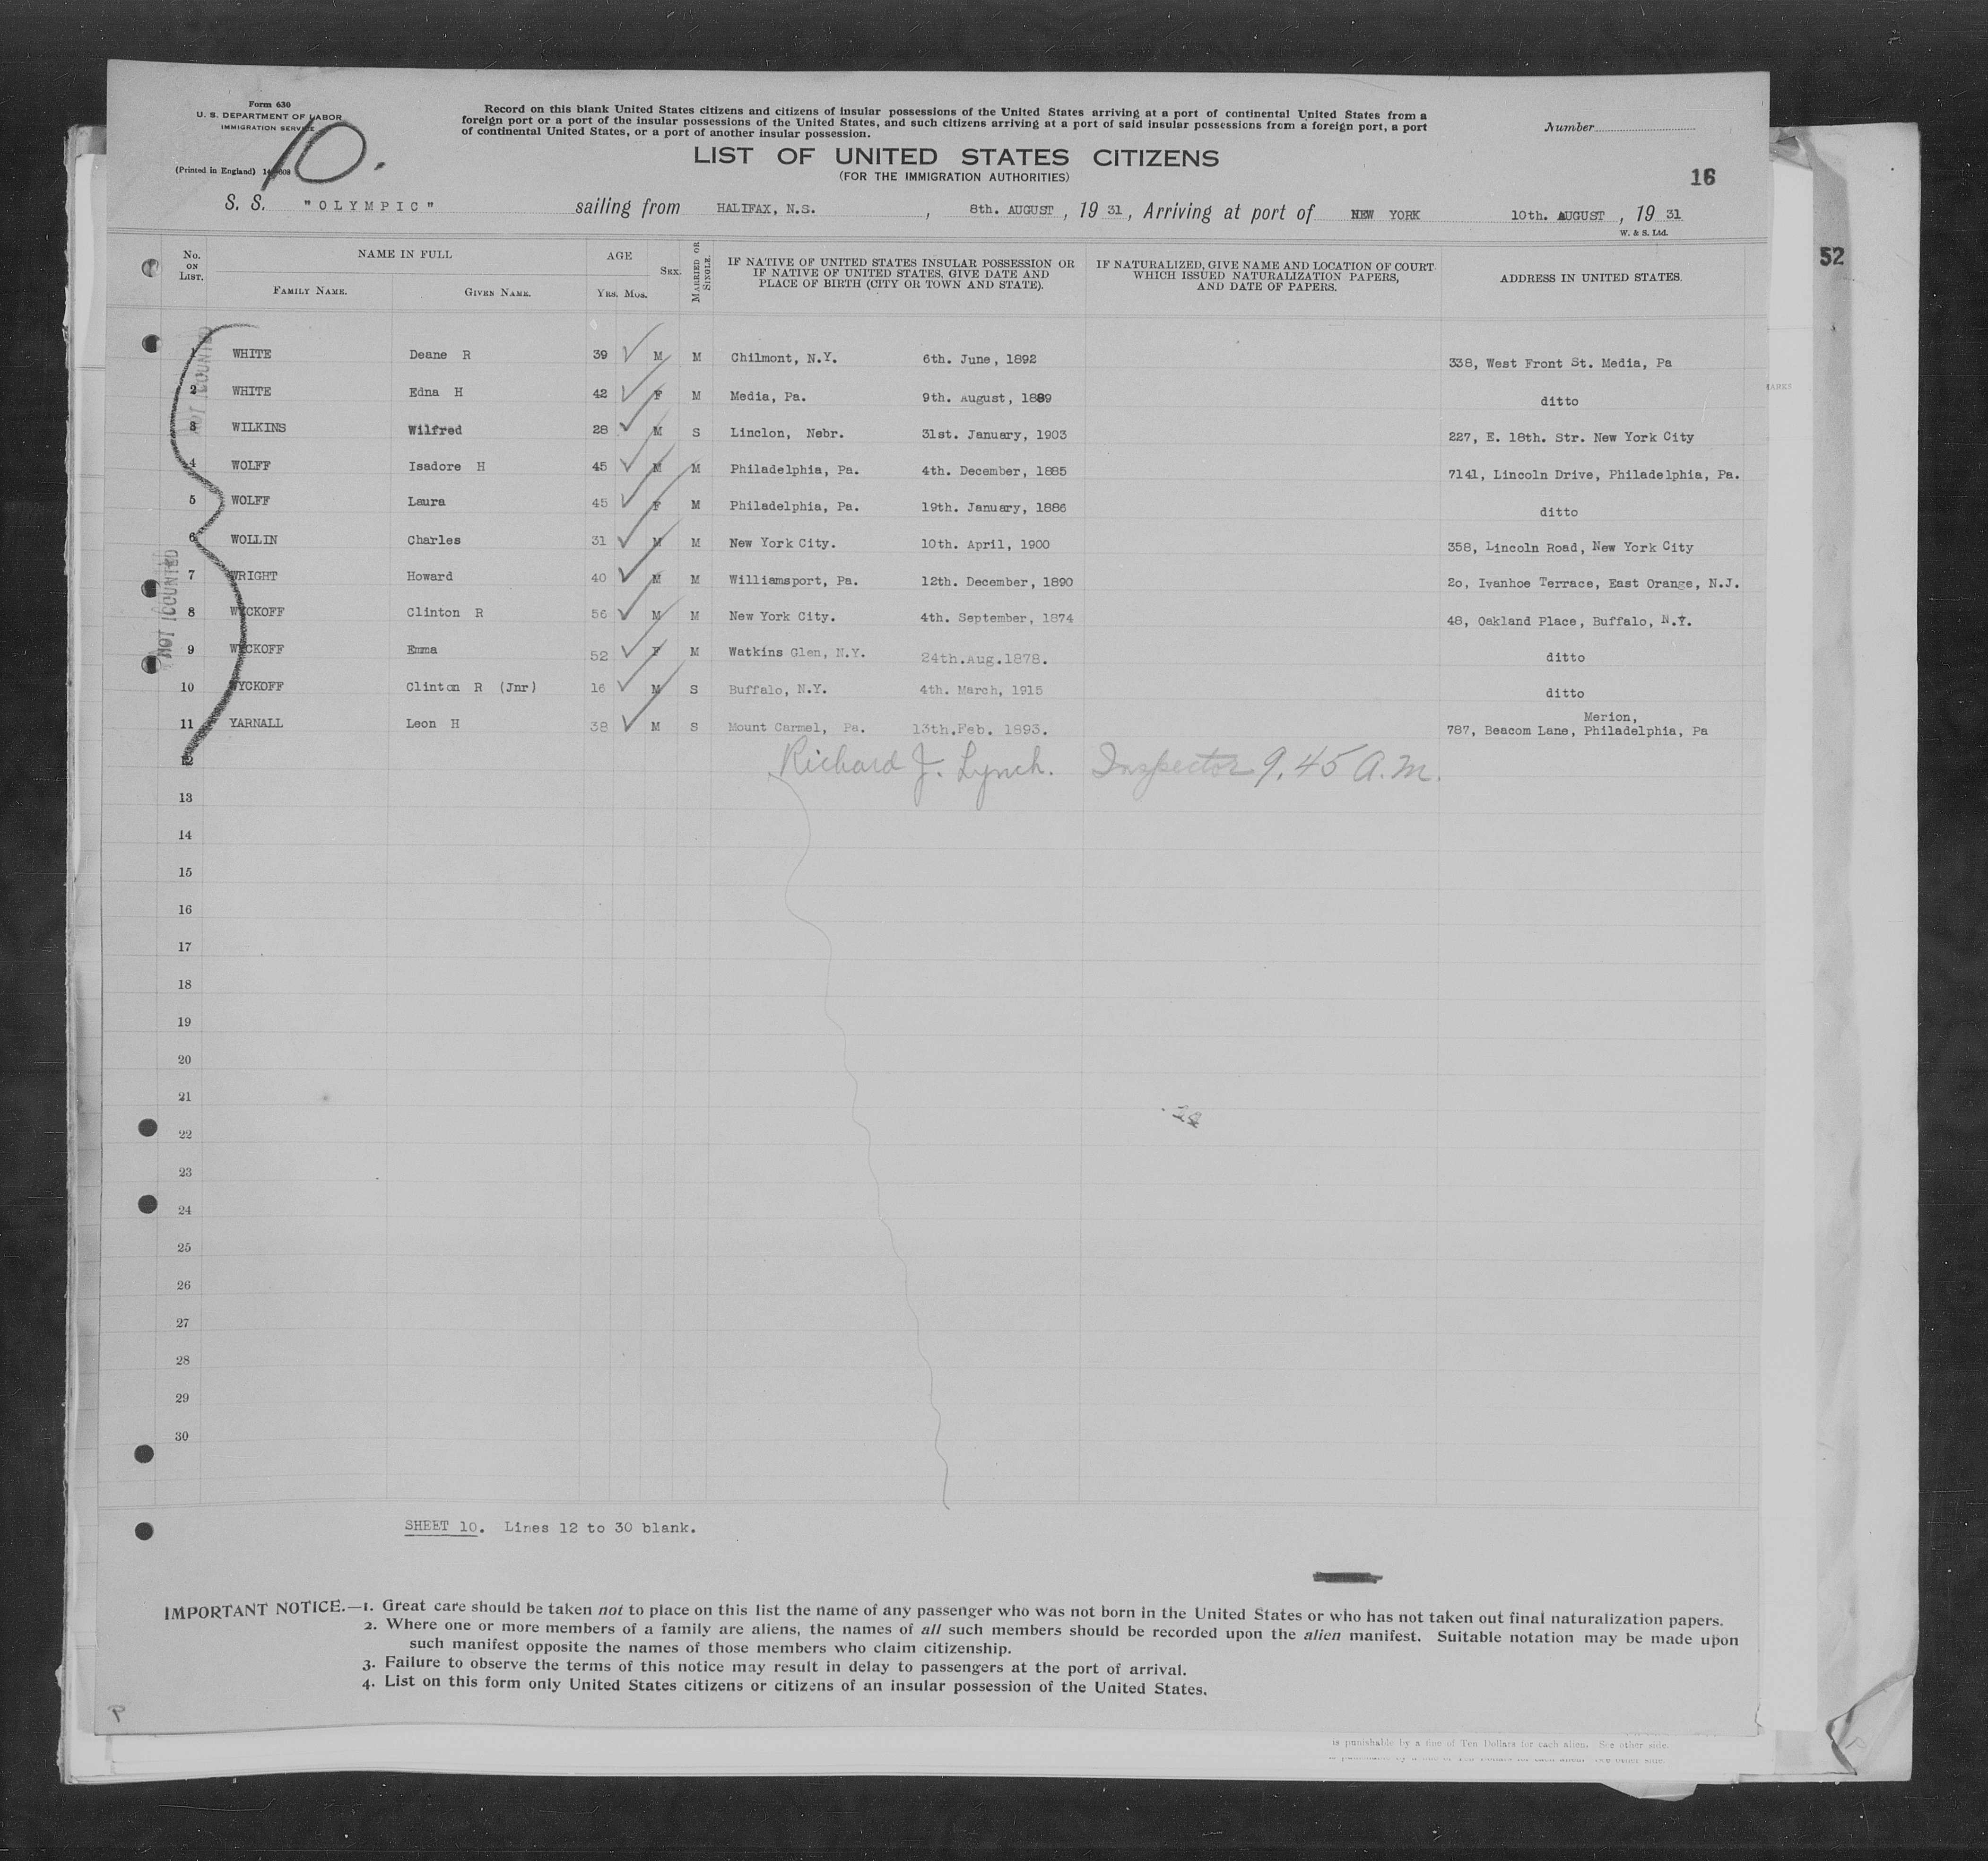 Form 630
U. S. DEPARTMENT OF LABOR
IMMIGRATION SERVICE
10.
(Printed in England)
Record on this blank United States citizens and citizens of insular possessions of the United States arriving at a port of continental United States from a
foreign port or a port of the insular possessions of the United States, and such citizens arriving at a port of said insular possessions from a foreign port, a port
of continental United States, or a port of another insular possession.
Number
LIST OF UNITED STATES CITIZENS
(FOR THE IMMIGRATION AUTHORITIES)
16
S. S. "OLYMPIC" sailing from HALIFAX, N.S. , 8th. AUGUST , 19 31, Arriving at port of NEW YORK 10th. AUGUST , 19 31
W. & S. Ltd.
52
No. ON LIST. NAME IN FULL FAMILY NAME. GIVEN NAME. AGE YRS. MOS. SEX. MARRIED OR SINGLE. IF NATIVE OF UNITED STATES INSULAR POSSESSION OR IF NATIVE OF UNITED STATES, GIVE DATE AND PLACE OF BIRTH (CITY OR TOWN AND STATE). IF NATURALIZED, GIVE NAME AND LOCATION OF COURT WHICH ISSUED NATURALIZATION PAPERS, AND DATE OF PAPERS. ADDRESS IN UNITED STATES.
NOT COUNTED
1 WHITE Deane R 39 M M Chilmont, N.Y. 6th. June, 1892 338, West Front St. Media, Pa
2 WHITE Edna H 42 F M Media, Pa. 9th. August, 1889 ditto
3 WILKINS Wilfred 28 M S Linclon, Nebr. 31st. January, 1903 227, E. 18th. Str. New York City
4 WOLFF Isadore H 45 M M Philadelphia, Pa. 4th. December, 1885 7141, Lincoln Drive, Philadelphia, Pa.
5 WOLFF Laura 45 F M Philadelphia, Pa. 19th. January, 1886 ditto
6 WOLLIN Charles 31 M M New York City. 10th. April, 1900 358, Lincoln Road, New York City
NOT COUNTED
7 WRIGHT Howard 40 M M Williamsport, Pa. 12th. December, 1890 20, Ivanhoe Terrace, East Orange, N.J.
8 WYCKOFF Clinton R 56 M M New York City. 4th. September, 1874 48, Oakland Place, Buffalo, N.Y.
9 WYCKOFF Emma 52 F M Watkins Glen, N.Y. 24th.Aug.1878. ditto
10 WYCKOFF Clinton R (Jnr) 16 M S Buffalo, N.Y. 4th. March, 1915 ditto
11 YARNALL Leon H 38 M S Mount Carmel, Pa. 13th.Feb. 1893. Merion, 787, Beacom Lane, Philadelphia, Pa
12 Richard J. Lynch. Inspector 9.45 A.M.
13
14
15
16
17
18
19
20
21
22
23
24
25
26
27
28
29
30
SHEET 10. Lines 12 to 30 blank.
IMPORTANT NOTICE.—1. Great care should be taken not to place on this list the name of any passenger who was not born in the United States or who has not taken out final naturalization papers.
2. Where one or more members of a family are aliens, the names of all such members should be recorded upon the alien manifest. Suitable notation may be made upon
such manifest opposite the names of those members who claim citizenship.
3. Failure to observe the terms of this notice may result in delay to passengers at the port of arrival.
4. List on this form only United States citizens or citizens of an insular possession of the United States.
is punishable by a fine of Ten Dollars for each alien. See other side.